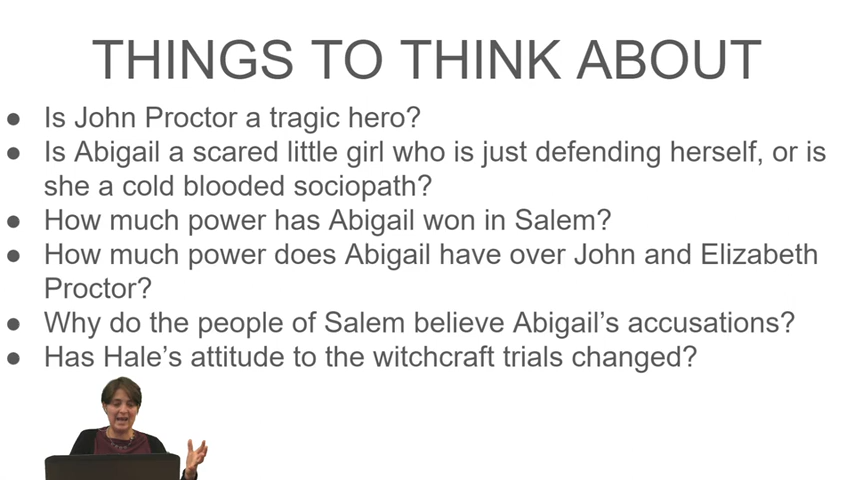 THINGS TO THINK ABOUT
● Is John Proctor a tragic hero?
● Is Abigail a scared little girl who is just defending herself, or is
she a cold blooded sociopath?
● How much power has Abigail won in Salem?
● How much power does Abigail have over John and Elizabeth
Proctor?
● Why do the people of Salem believe Abigail’s accusations?
● Has Hale’s attitude to the witchcraft trials changed?